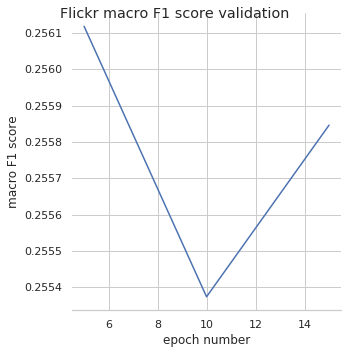 Flickr macro F1 score validation
0.2561
0.2560
0.2559
0.2558
0.2557
0.2556
0.2555
0.2554
macro F1 score
6 8 10 12 14
epoch number